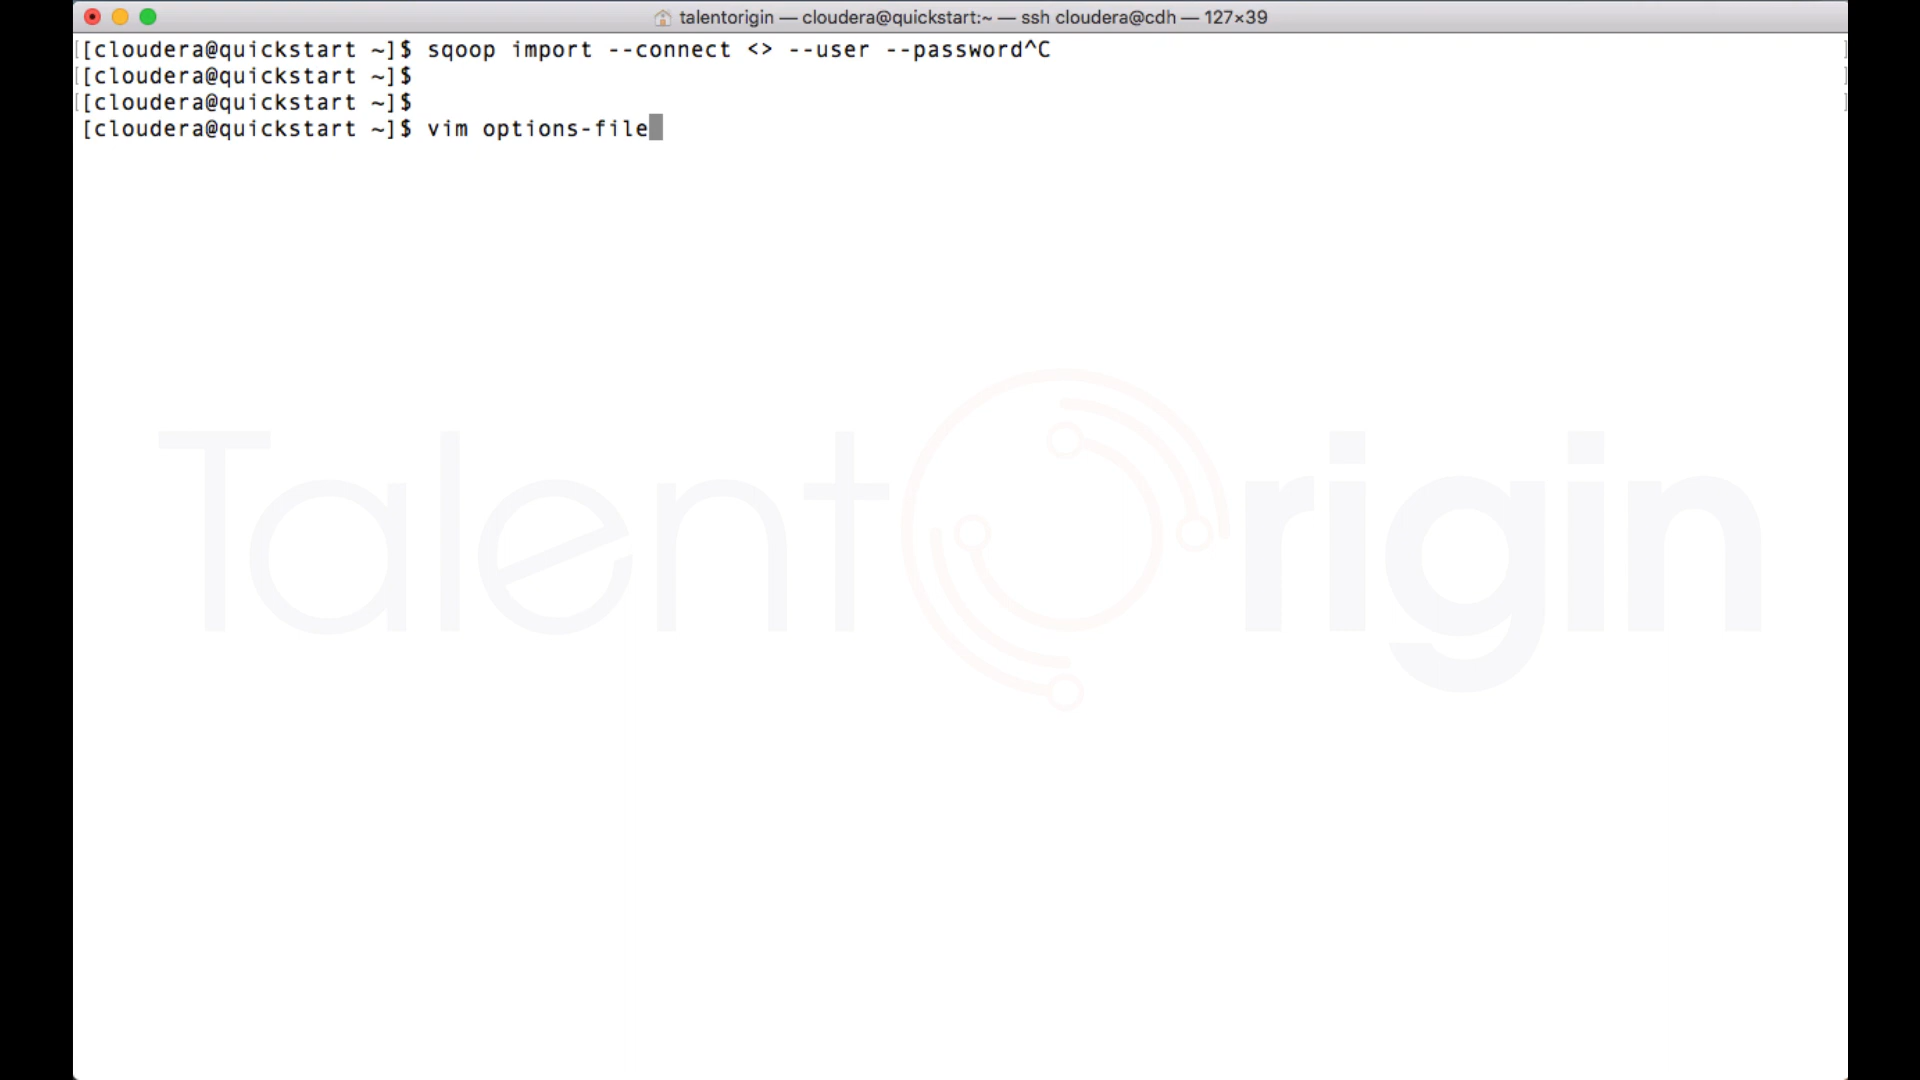 talentorigin — cloudera@quickstart:~ — ssh cloudera@cdh — 127×39
[cloudera@quickstart ~]$ sqoop import --connect <> --user --password^C
[cloudera@quickstart ~]$
[cloudera@quickstart ~]$
[cloudera@quickstart ~]$ vim options-file
TalentOrigin